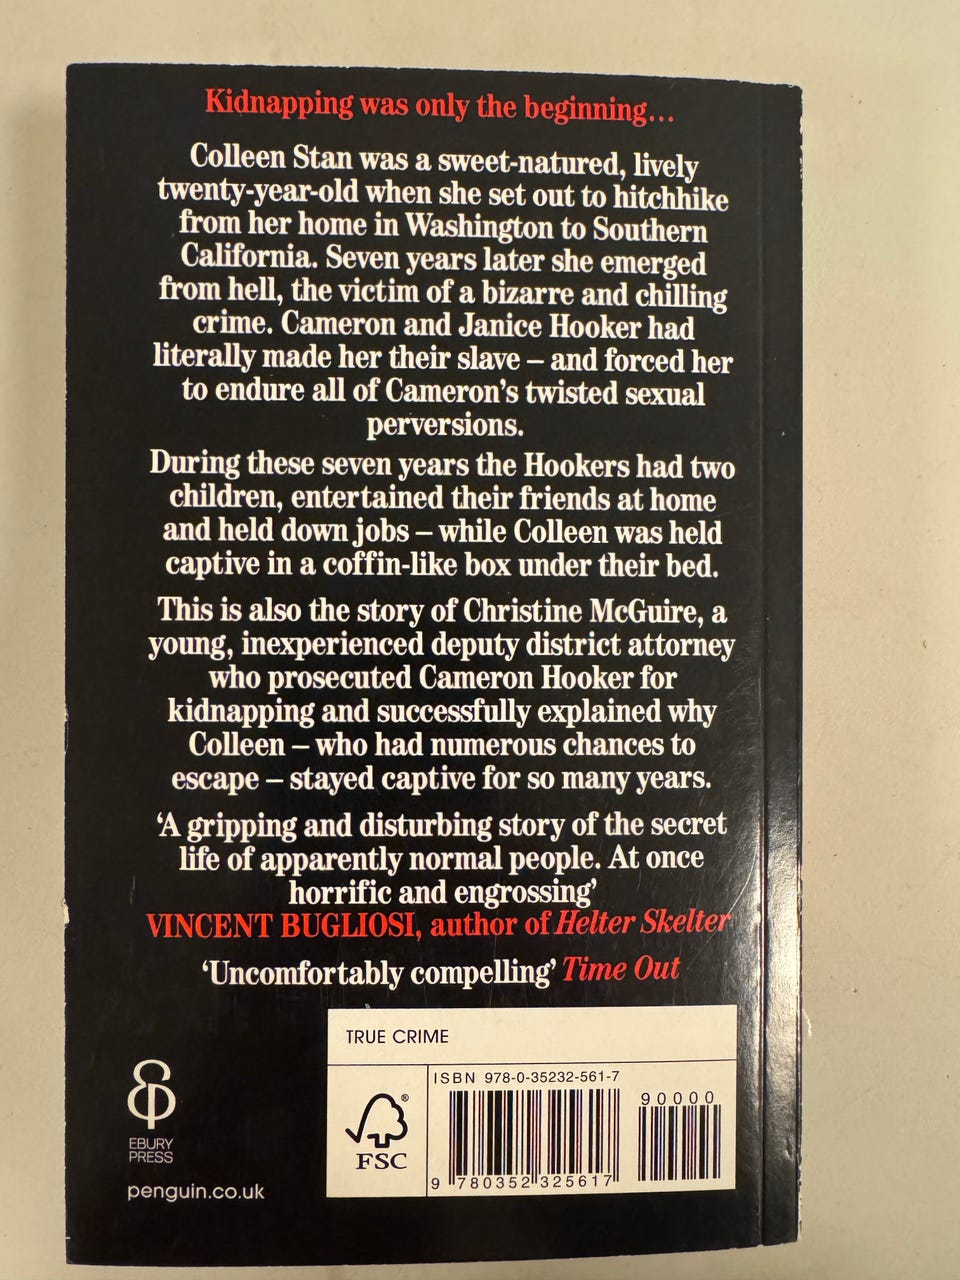 Kidnapping was only the beginning...
Colleen Stan was a sweet-natured, lively
twenty-year-old when she set out to hitchhike
from her home in Washington to Southern
California. Seven years later she emerged
from hell, the victim of a bizarre and chilling
crime. Cameron and Janice Hooker had
literally made her their slave – and forced her
to endure all of Cameron's twisted sexual
perversions.
During these seven years the Hookers had two
children, entertained their friends at home
and held down jobs – while Colleen was held
captive in a coffin-like box under their bed.
This is also the story of Christine McGuire, a
young, inexperienced deputy district attorney
who prosecuted Cameron Hooker for
kidnapping and successfully explained why
Colleen – who had numerous chances to
escape – stayed captive for so many years.
'A gripping and disturbing story of the secret
life of apparently normal people. At once
horrific and engrossing'
VINCENT BUGLIOSI, author of Helter Skelter
'Uncomfortably compelling' Time Out
TRUE CRIME
ISBN 978-0-35232-561-7
90000
FSC
®
9 780352 325617
EBURY
PRESS
penguin.co.uk